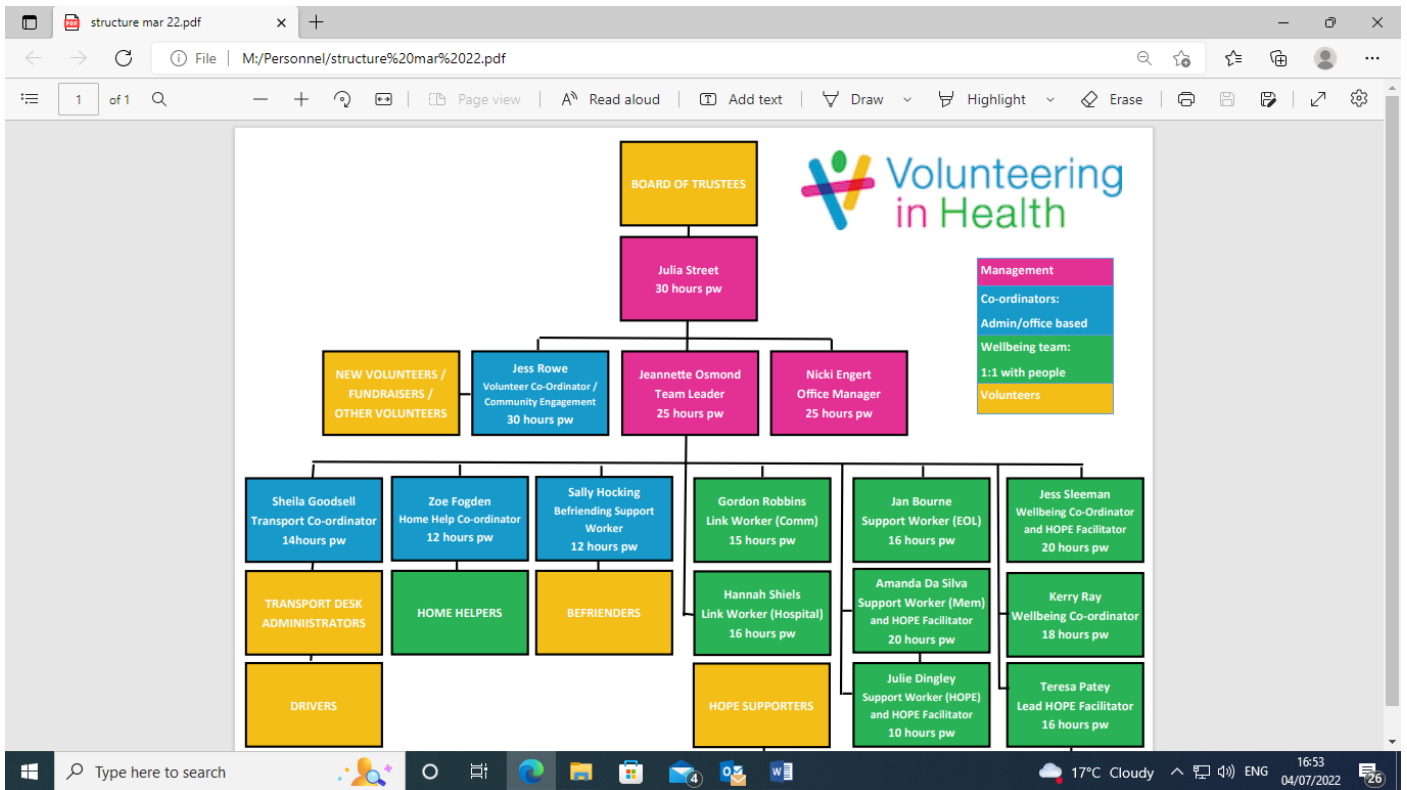 structure mar 22.pdf
File
M:/Personnel/structure%20mar%2022.pdf
1 of 1
Page view
Read aloud
Add text
Draw
Highlight
Erase
BOARD OF TRUSTEES
Volunteering
in Health
Julia Street
30 hours pw
Management
Co-ordinators:
Admin/office based
Wellbeing team:
1:1 with people
Volunteers
NEW VOLUNTEERS /
FUNDRAISERS /
OTHER VOLUNTEERS
Jess Rowe
Volunteer Co-Ordinator /
Community Engagement
30 hours pw
Jeannette Osmond
Team Leader
25 hours pw
Nicki Engert
Office Manager
25 hours pw
Sheila Goodsell
Transport Co-ordinator
14hours pw
Zoe Fogden
Home Help Co-ordinator
12 hours pw
Sally Hocking
Befriending Support
Worker
12 hours pw
Gordon Robbins
Link Worker (Comm)
15 hours pw
Jan Bourne
Support Worker (EOL)
16 hours pw
Jess Sleeman
Wellbeing Co-Ordinator
and HOPE Facilitator
20 hours pw
TRANSPORT DESK
ADMINIISTRATORS
HOME HELPERS
BEFRIENDERS
Hannah Shiels
Link Worker (Hospital)
16 hours pw
Amanda Da Silva
Support Worker (Mem)
and HOPE Facilitator
20 hours pw
Kerry Ray
Wellbeing Co-ordinator
18 hours pw
DRIVERS
HOPE SUPPORTERS
Julie Dingley
Support Worker (HOPE)
and HOPE Facilitator
10 hours pw
Teresa Patey
Lead HOPE Facilitator
16 hours pw
Type here to search
4
17°C Cloudy
ENG
16:53
04/07/2022
26